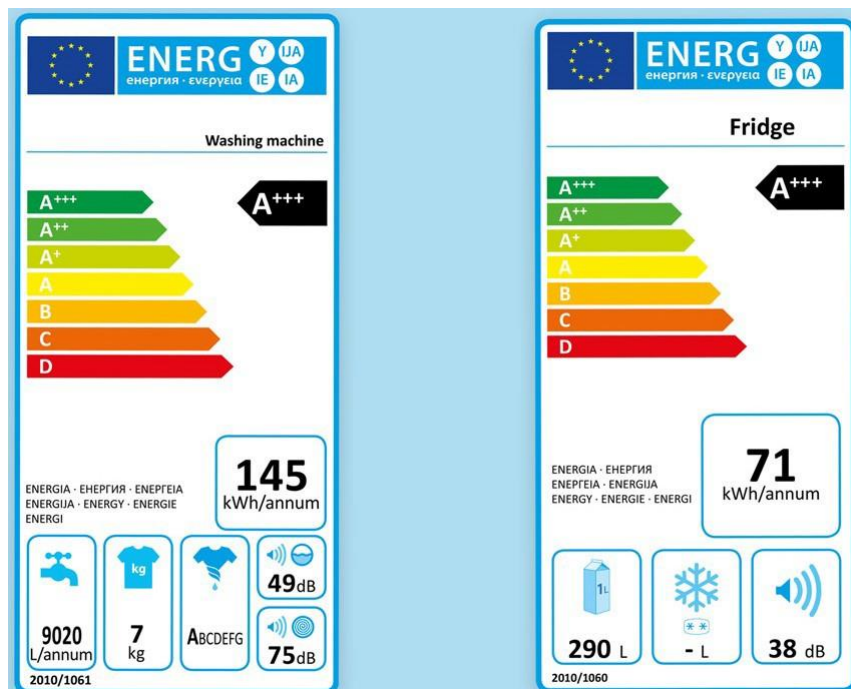 ENERG Y IJA
енергия · ενεργεια IE IA
Washing machine
A+++
A+++
A++
A+
A
B
C
D
145
kWh/annum
ENERGIA · ЕНЕРГИЯ · ΕΝΕΡΓΕΙΑ
ENERGIJA · ENERGY · ENERGIE
ENERGI
kg
9020
L/annum
7
kg
ABCDEFG
49dB
75dB
2010/1061
ENERG Y IJA
енергия · ενεργεια IE IA
Fridge
A+++
A+++
A++
A+
A
B
C
D
71
kWh/annum
ENERGIA · ЕНЕРГИЯ
ΕΝΕΡΓΕΙΑ · ENERGIJA
ENERGY · ENERGIE · ENERGI
1L
290 L
- L
38 dB
2010/1060